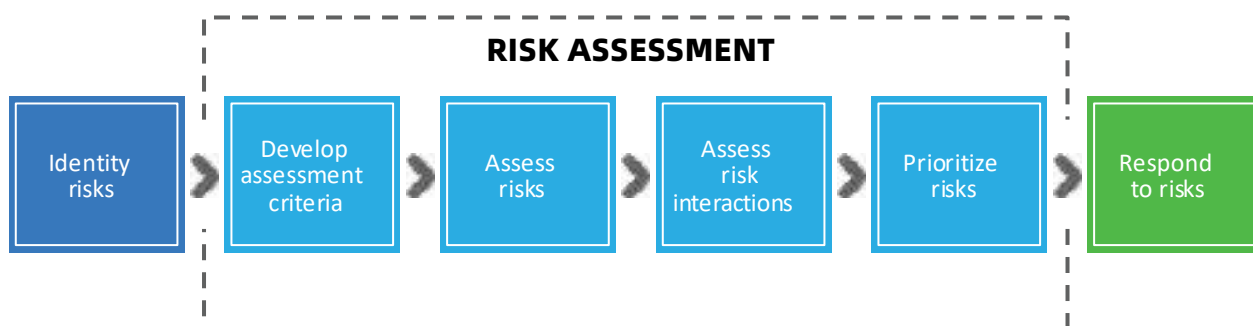 RISK ASSESSMENT
Identity
risks
Develop
assessment
criteria
Assess
risks
Assess
risk
interactions
Prioritize
risks
Respond
to risks